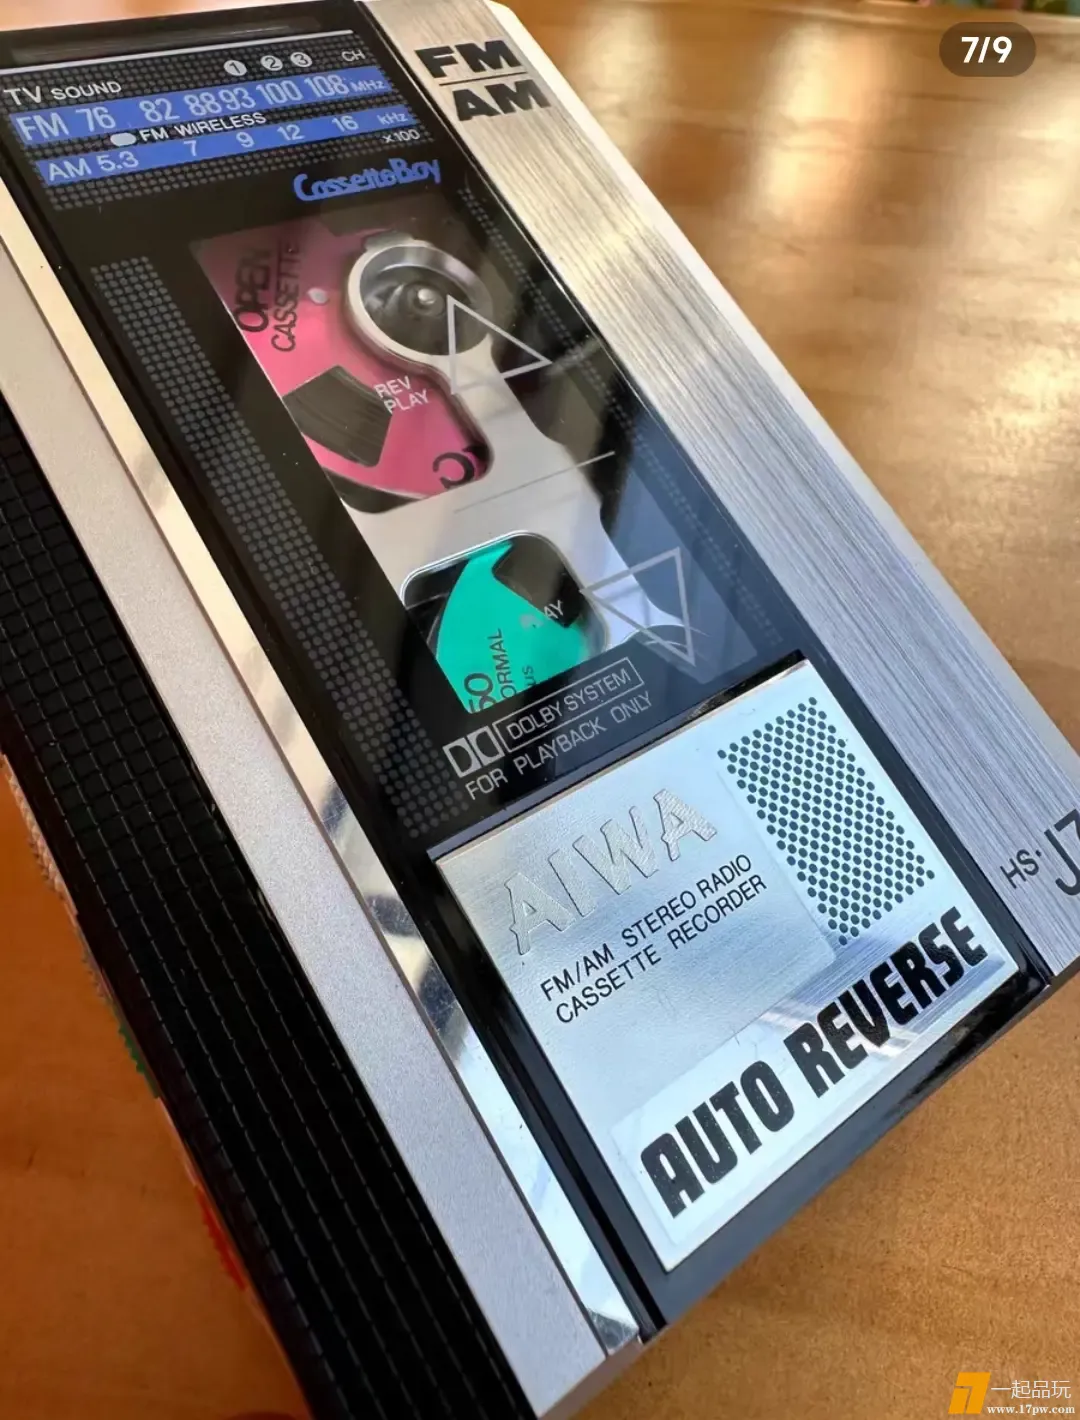 7/9
FM
AM
① ② ③ CH
TV SOUND
FM 76 82 88 93 100 108 MHz
FM WIRELESS
AM 5.3 7 9 12 16 kHz
x100
CassetteBoy
OPEN
CASSETTE
REV
PLAY
DOLBY SYSTEM
FOR PLAYBACK ONLY
AIWA
FM/AM STEREO RADIO
CASSETTE RECORDER
HS·J7
AUTO REVERSE
一起品玩
www.17pw.com